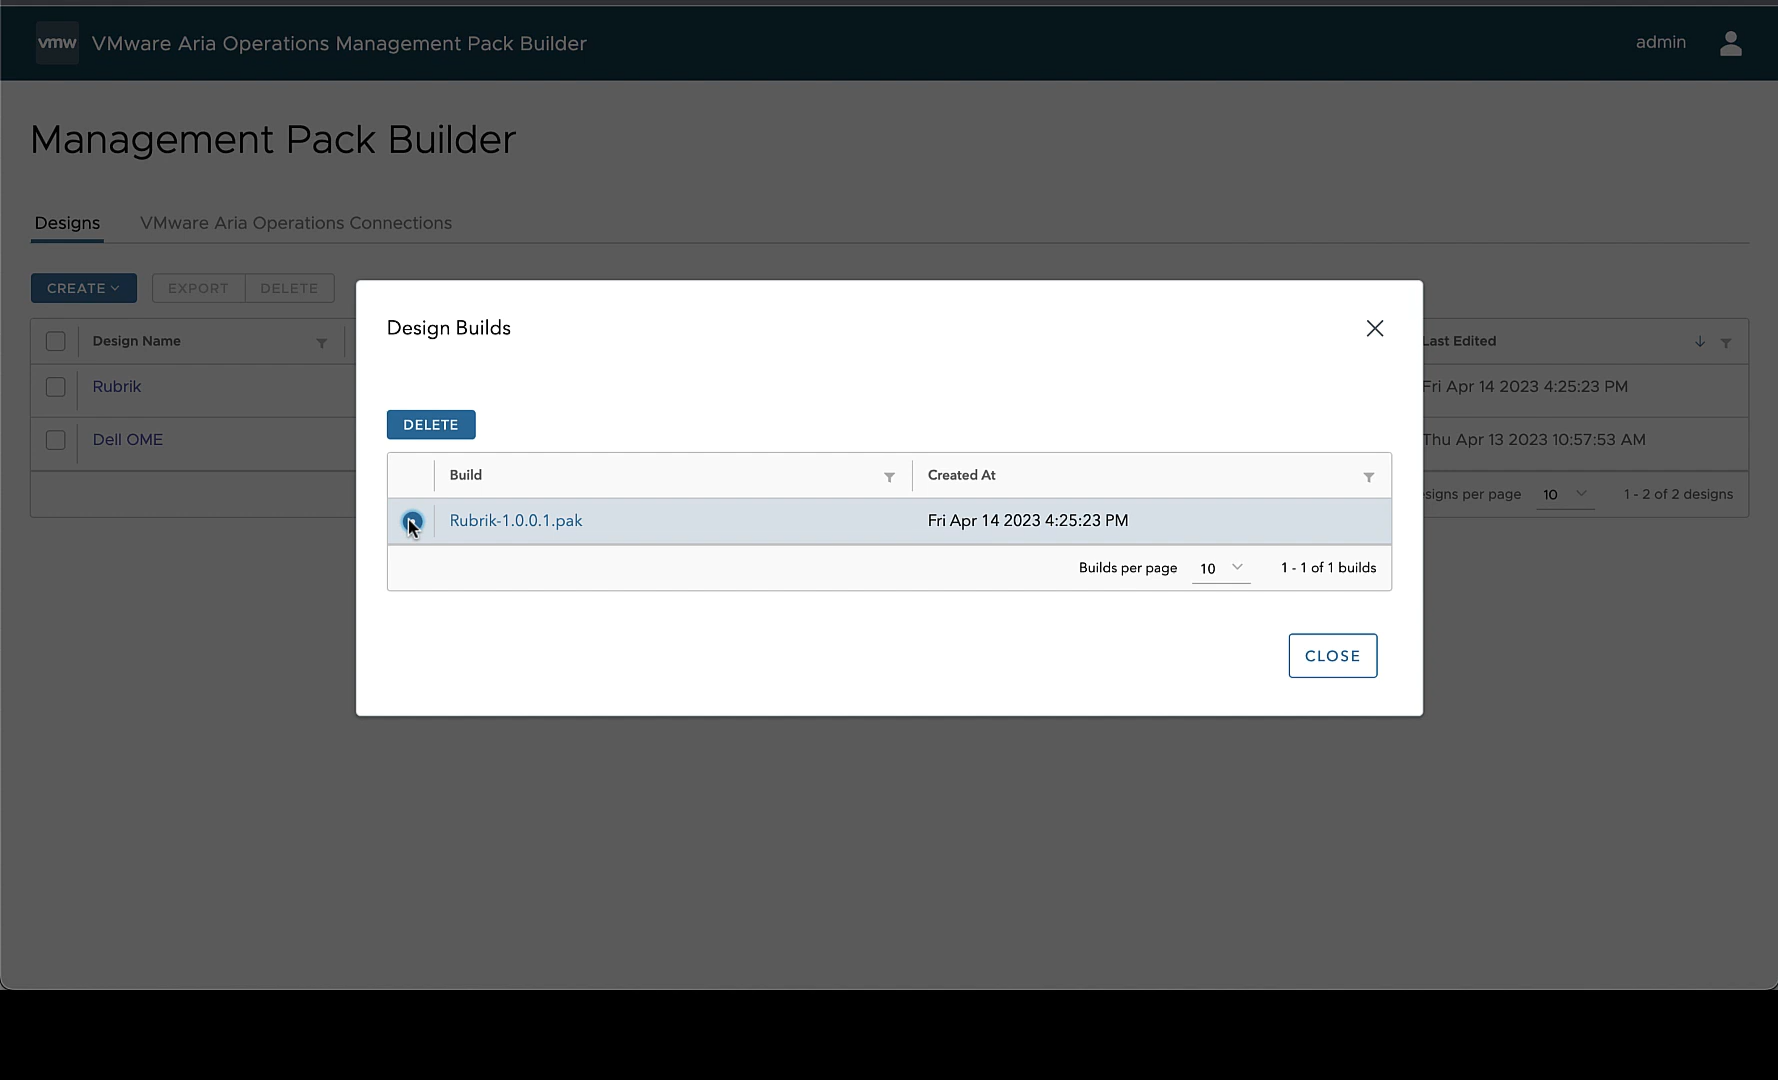 vmw VMware Aria Operations Management Pack Builder admin
Management Pack Builder
Designs VMware Aria Operations Connections
CREATE EXPORT DELETE
Design Name Last Edited
Rubrik Fri Apr 14 2023 4:25:23 PM
Dell OME Thu Apr 13 2023 10:57:53 AM
signs per page 10 1 - 2 of 2 designs
Design Builds
DELETE
Build Created At
Rubrik-1.0.0.1.pak Fri Apr 14 2023 4:25:23 PM
Builds per page 10 1 - 1 of 1 builds
CLOSE